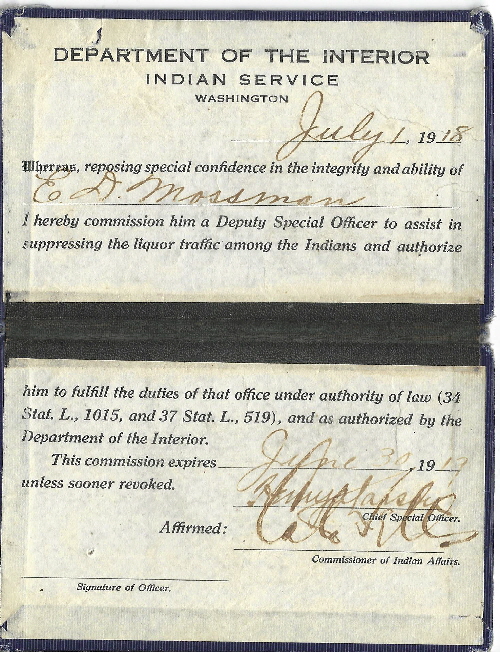 DEPARTMENT OF THE INTERIOR
INDIAN SERVICE
WASHINGTON
July 1, 1918
Whereas, reposing special confidence in the integrity and ability of
E. D. Mossman
I hereby commission him a Deputy Special Officer to assist in
suppressing the liquor traffic among the Indians and authorize
him to fulfill the duties of that office under authority of law (34
Stat. L., 1015, and 37 Stat. L., 519), and as authorized by the
Department of the Interior.
This commission expires June 30, 1919
unless sooner revoked.
Chief Special Officer.
Affirmed:
Commissioner of Indian Affairs.
Signature of Officer.